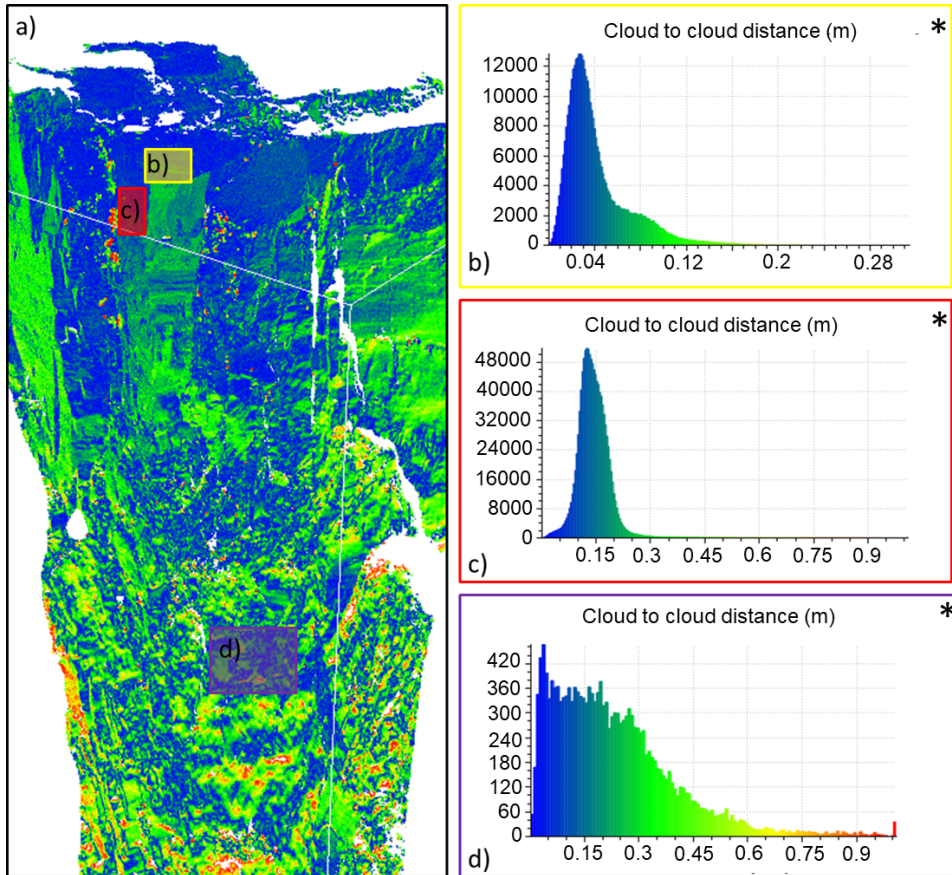 a)
b)
c)
d)
Cloud to cloud distance (m) *
12000
10000
8000
6000
4000
2000
0
0.04 0.12 0.2 0.28
b)
Cloud to cloud distance (m) *
48000
40000
32000
24000
16000
8000
0
0.15 0.3 0.45 0.6 0.75 0.9
c)
Cloud to cloud distance (m) *
420
360
300
240
180
120
60
0
0.15 0.3 0.45 0.6 0.75 0.9
d)